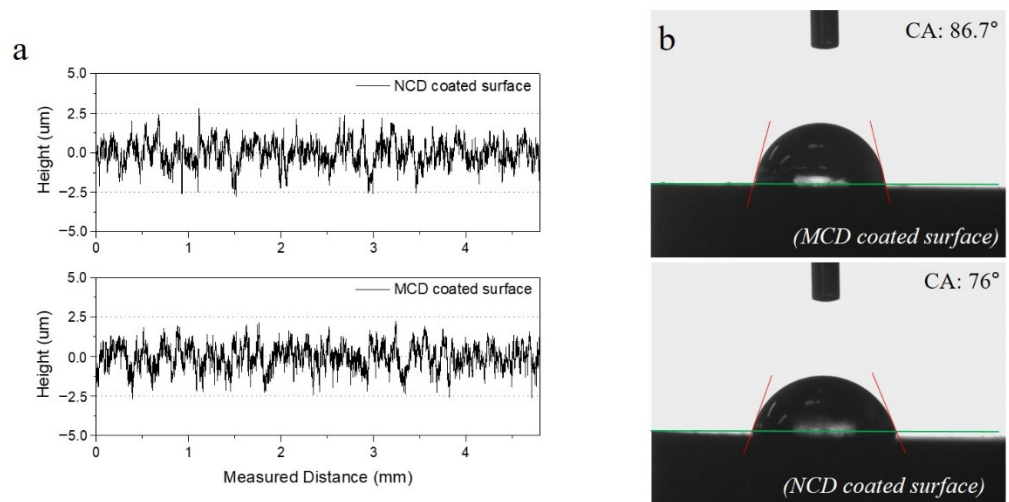 a
NCD coated surface
Height (um)
5.0
2.5
0.0
−2.5
−5.0
0 1 2 3 4
MCD coated surface
Height (um)
5.0
2.5
0.0
−2.5
−5.0
0 1 2 3 4
Measured Distance (mm)
b
CA: 86.7°
(MCD coated surface)
CA: 76°
(NCD coated surface)